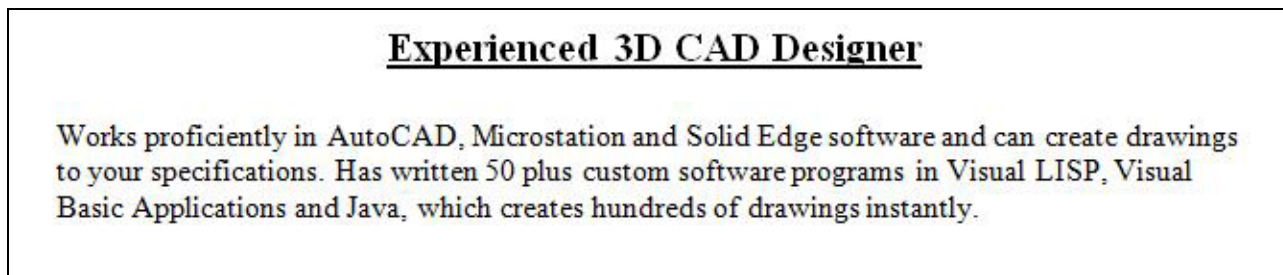 Experienced 3D CAD Designer
Works proficiently in AutoCAD, Microstation and Solid Edge software and can create drawings
to your specifications. Has written 50 plus custom software programs in Visual LISP, Visual
Basic Applications and Java, which creates hundreds of drawings instantly.